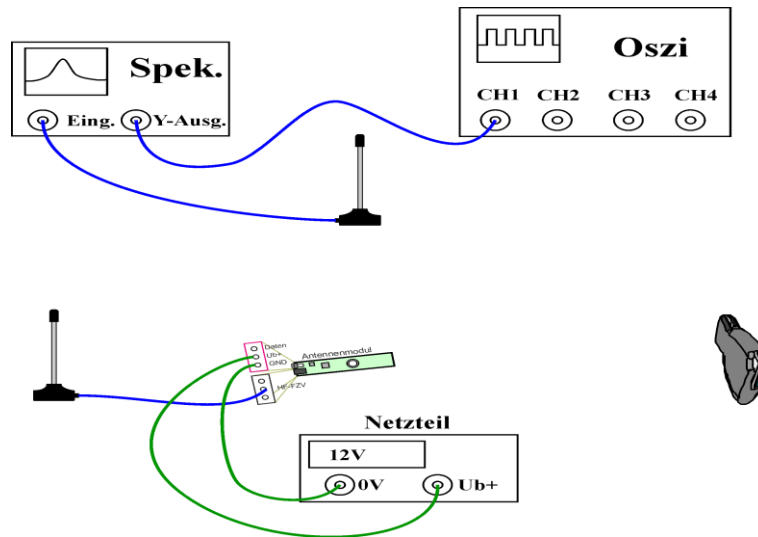 Spek.
Eing. Y-Ausg.
Oszi
CH1 CH2 CH3 CH4
Daten
Ub+
GND
Antennenmodul
HF-FZV
Netzteil
12V
0V Ub+